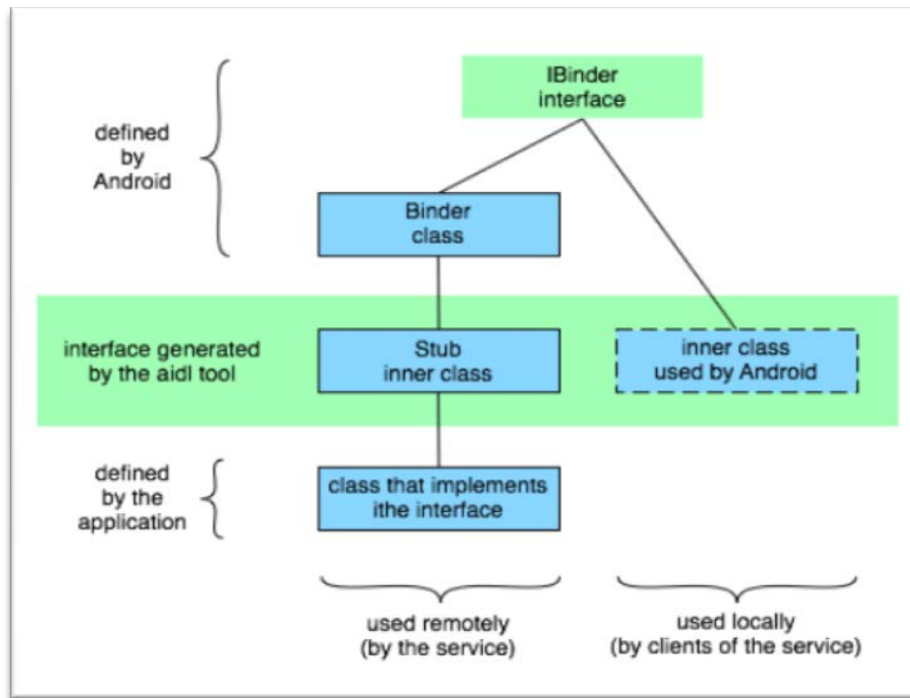 IBinder
interface
defined
by
Android
Binder
class
interface generated
by the aidl tool
Stub
inner class
inner class
used by Android
defined
by the
application
class that implements
ithe interface
used remotely
(by the service)
used locally
(by clients of the service)